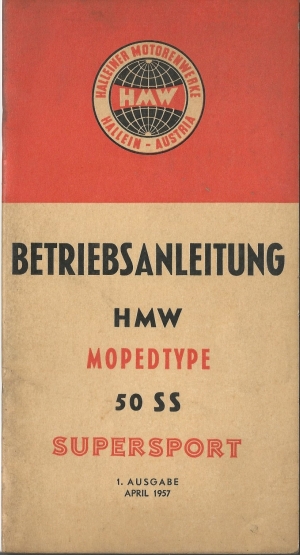 HALLEINER MOTORENWERKE
HMW
HALLEIN - AUSTRIA
BETRIEBSANLEITUNG
HMW
MOPEDTYPE
50 SS
SUPERSPORT
1. AUSGABE
APRIL 1957